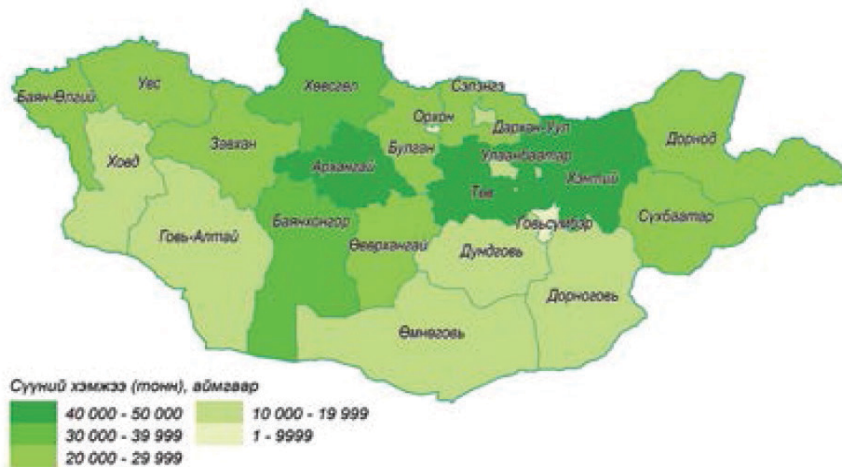 Хөвсгөл
Сэлэнгэ
Увс
Баян-Өлгий
Орхон
Дархан-Уул
Завхан
Булган
Дорнод
Улаанбаатар
Ховд
Архангай
Хэнтий
Төв
Баянхонгор
Говьсүмбэр
Сүхбаатар
Говь-Алтай
Өвөрхангай
Дундговь
Дорноговь
Өмнөговь
Сууний хэмжээ (тонн), аймгаар
40 000 - 50 000
10 000 - 19 999
30 000 - 39 999
1 - 9999
20 000 - 29 999